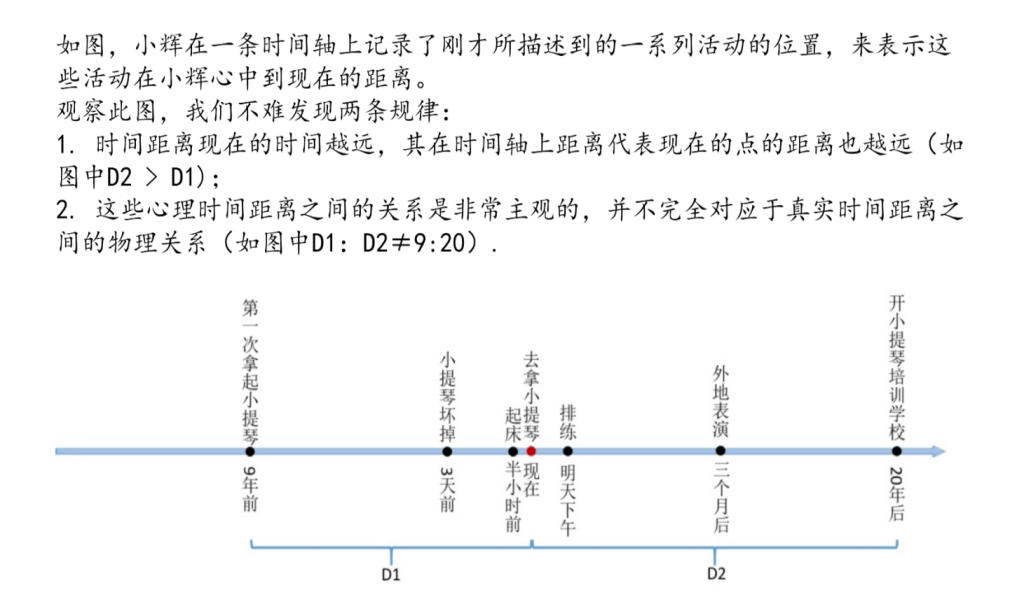 如图，小辉在一条时间轴上记录了刚才所描述到的一系列活动的位置，来表示这
些活动在小辉心中到现在的距离。
观察此图，我们不难发现两条规律：
1. 时间距离现在的时间越远，其在时间轴上距离代表现在的点的距离也越远（如
图中D2 > D1）；
2. 这些心理时间距离之间的关系是非常主观的，并不完全对应于真实时间距离之
间的物理关系（如图中D1：D2≠9:20）.
第一次拿起小提琴
小提琴坏掉
起床
去拿小提琴
排练
外地表演
开小提琴培训学校
9年前
3天前
半小时前
现在
明天下午
三个月后
20年后
D1
D2